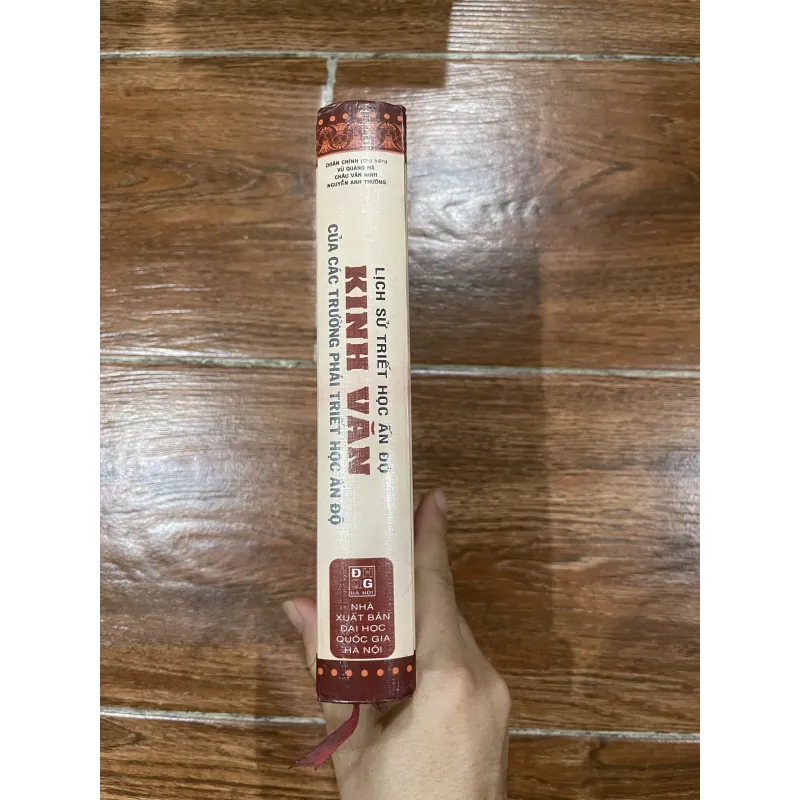 DOÃN CHÍNH (Chủ biên)
VŨ QUANG HÀ
CHÂU VĂN NINH
NGUYỄN ANH THƯỜNG
LỊCH SỬ TRIẾT HỌC ẤN ĐỘ
KINH VĂN
CỦA CÁC TRƯỜNG PHÁI TRIẾT HỌC ẤN ĐỘ
ĐH
QG
HÀ NỘI
NHÀ
XUẤT BẢN
ĐẠI HỌC
QUỐC GIA
HÀ NỘI